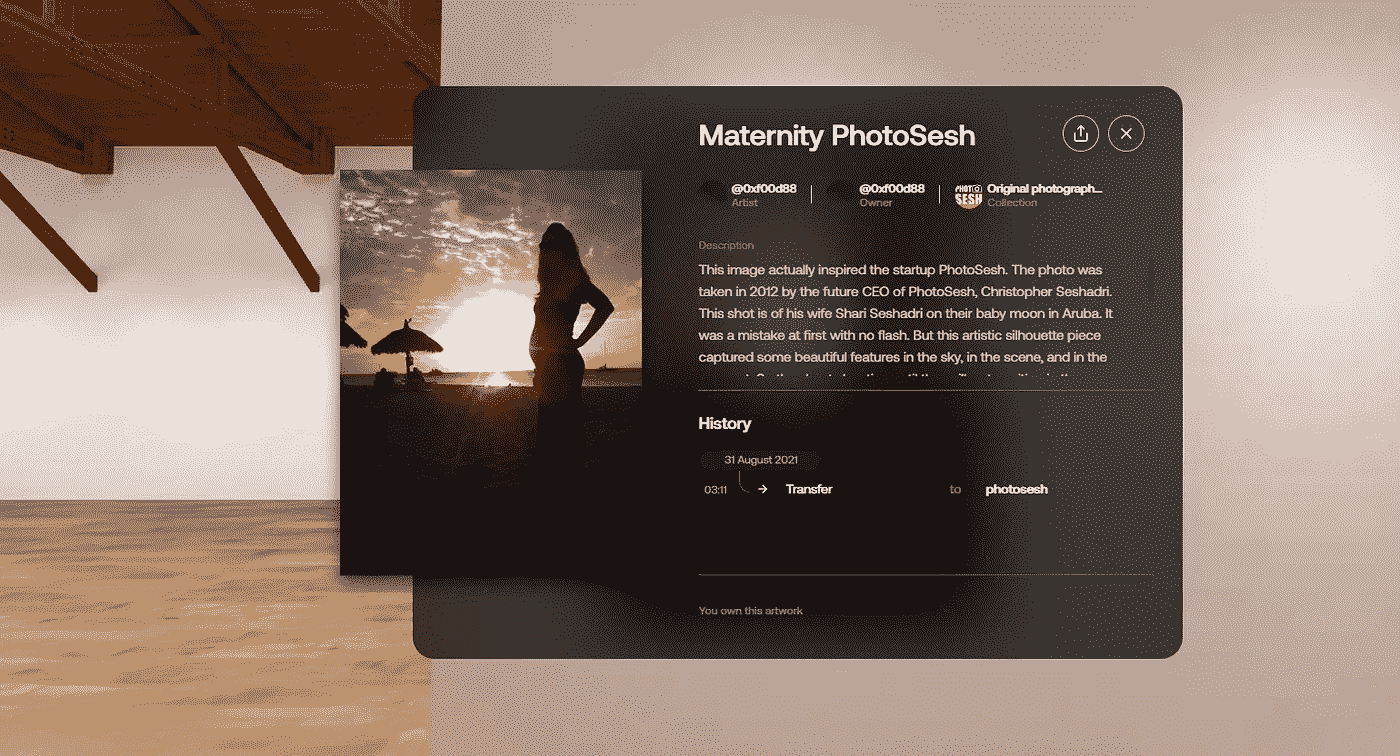 Maternity PhotoSesh
@0xf00d88
Artist
@0xf00d88
Owner
PHOTO
SESH
Original photograph...
Collection
Description
This image actually inspired the startup PhotoSesh. The photo was
taken in 2012 by the future CEO of PhotoSesh, Christopher Seshadri.
This shot is of his wife Shari Seshadri on their baby moon in Aruba. It
was a mistake at first with no flash. But this artistic silhouette piece
captured some beautiful features in the sky, in the scene, and in the
History
31 August 2021
03:11 → Transfer to photosesh
You own this artwork